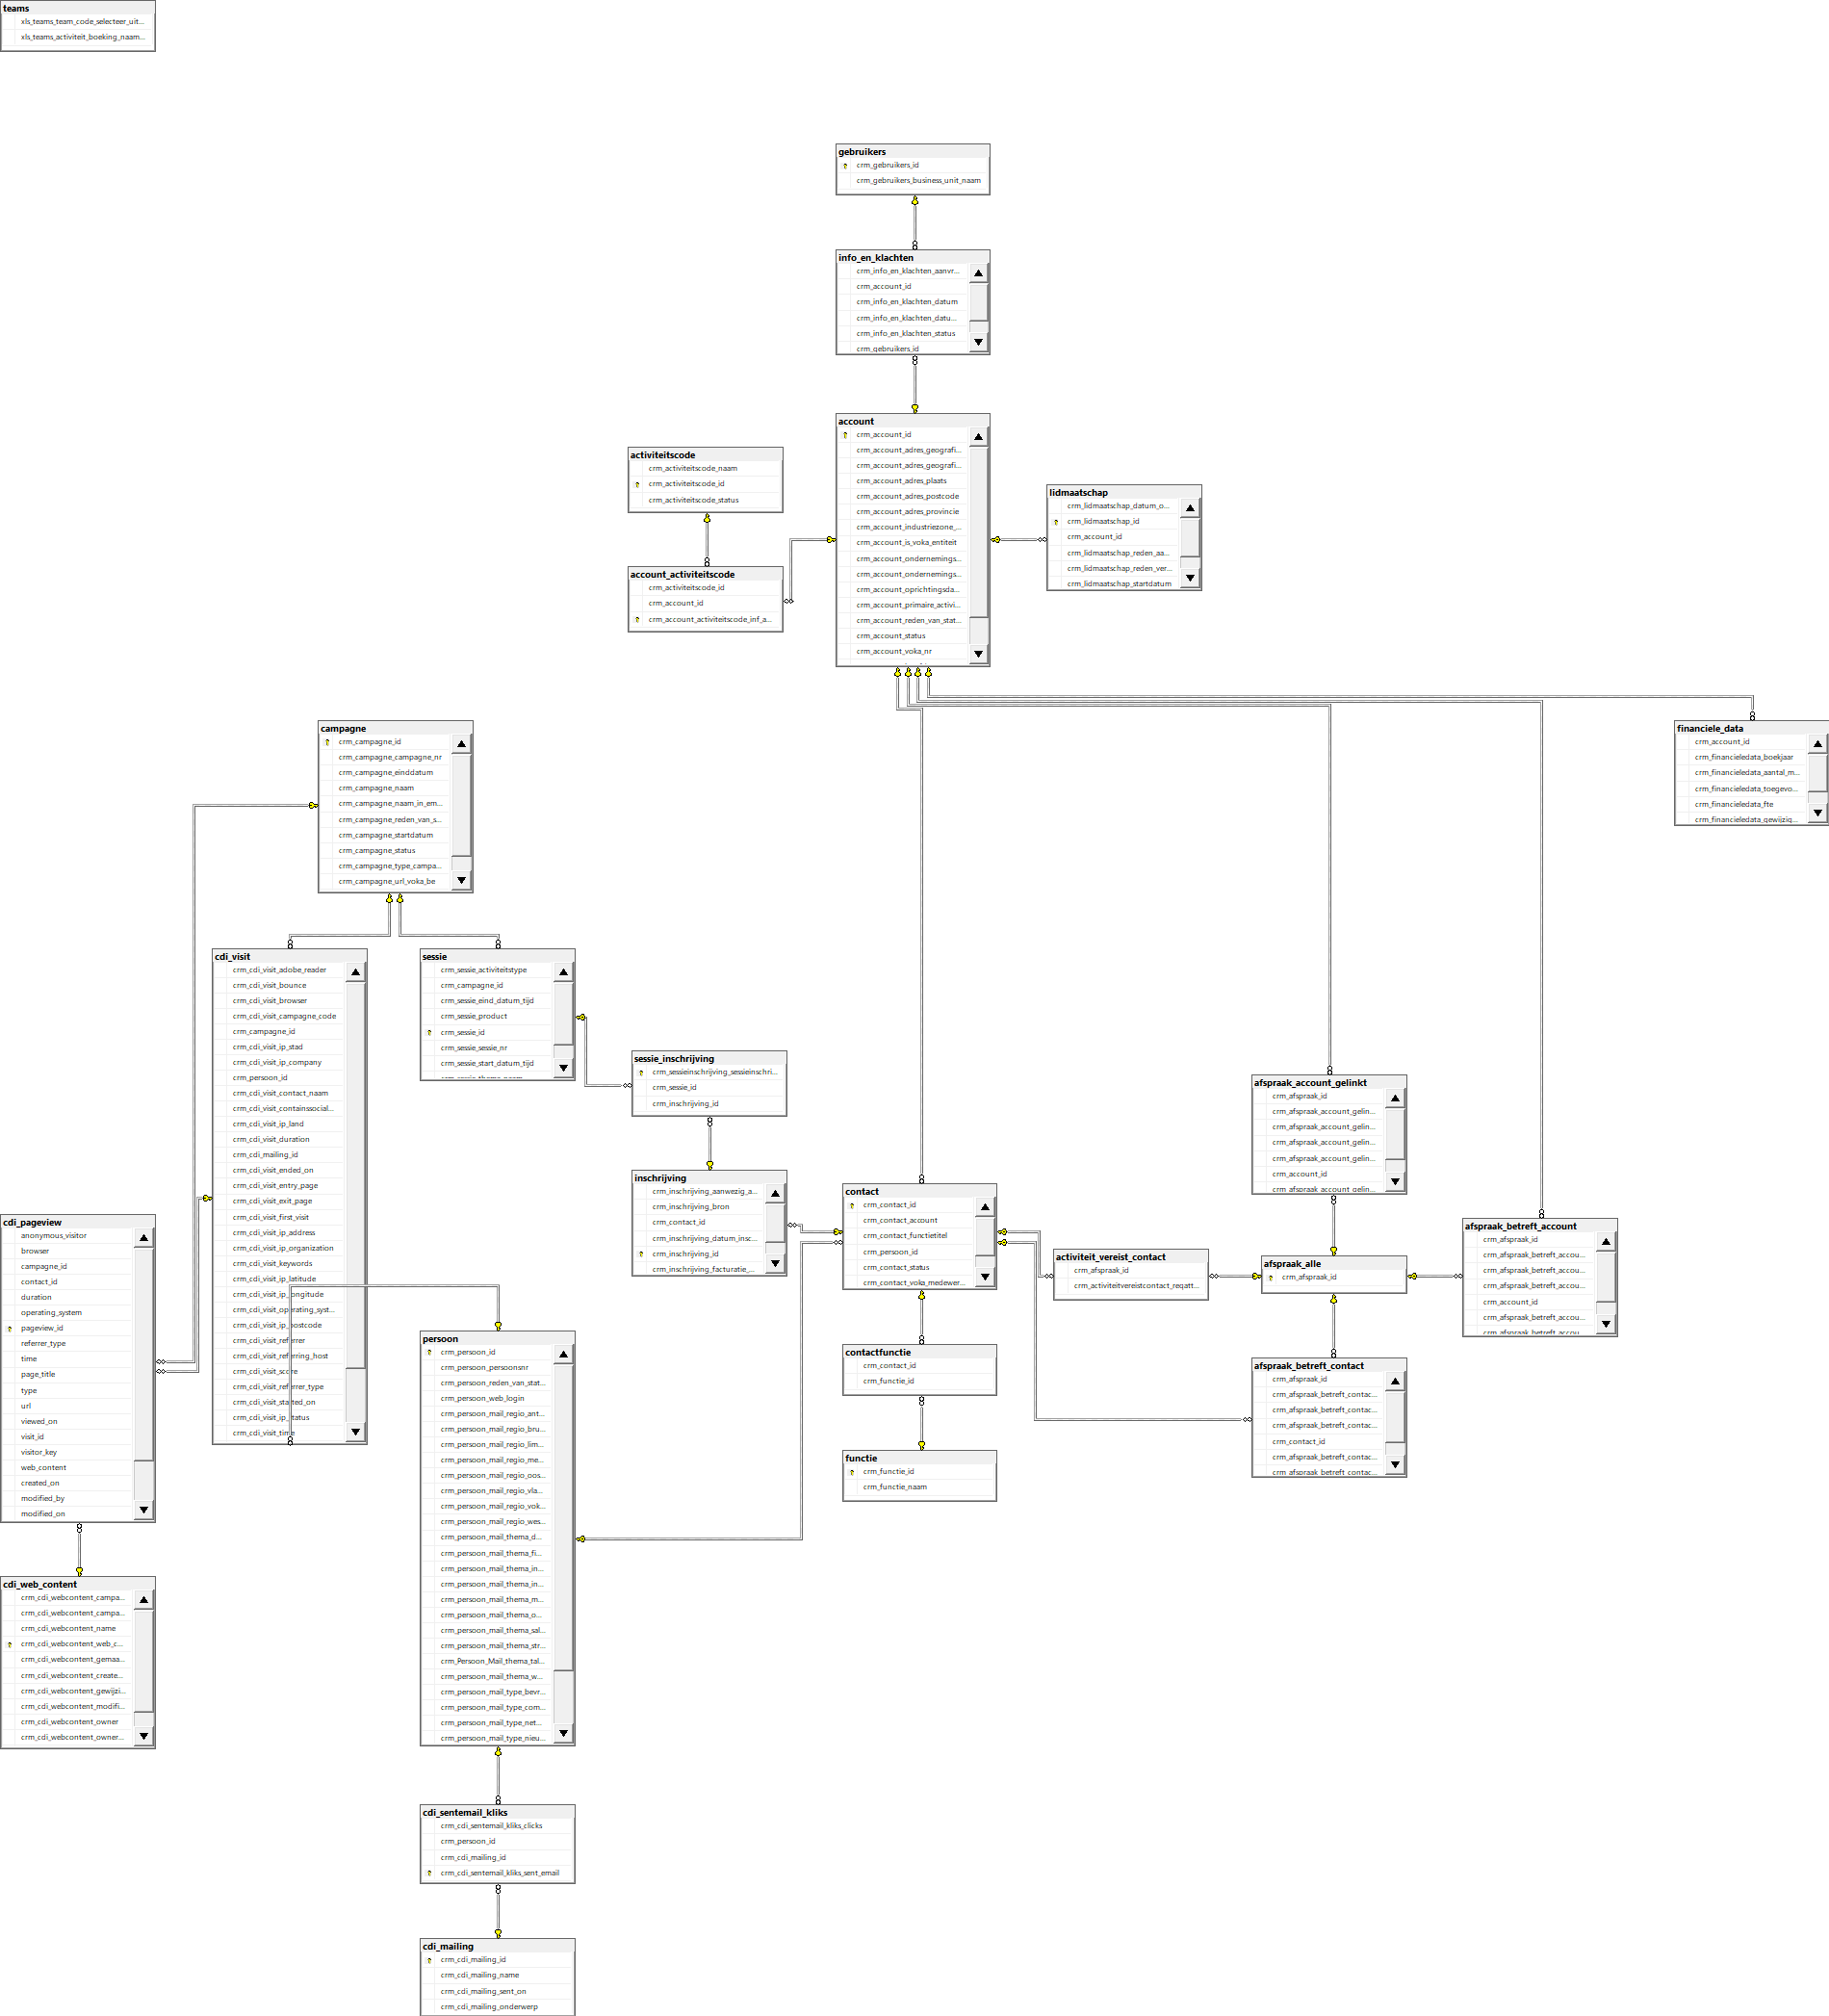 teams
xls_teams_team_code_selecteer_uit...
xls_teams_activiteit_boeking_naam...
gebruikers
crm_gebruikers_id
crm_gebruikers_business_unit_naam
info_en_klachten
crm_info_en_klachten_aanvr...
crm_account_id
crm_info_en_klachten_datum
crm_info_en_klachten_datu...
crm_info_en_klachten_status
crm_gebruikers_id
account
crm_account_id
crm_account_adres_geografi...
crm_account_adres_geografi...
crm_account_adres_plaats
crm_account_adres_postcode
crm_account_adres_provincie
crm_account_industriezone_...
crm_account_is_voka_entiteit
crm_account_ondernemings...
crm_account_ondernemings...
crm_account_oprichtingsda...
crm_account_primaire_activi...
crm_account_reden_van_stat...
crm_account_status
crm_account_voka_nr
activiteitscode
crm_activiteitscode_naam
crm_activiteitscode_id
crm_activiteitscode_status
account_activiteitscode
crm_activiteitscode_id
crm_account_id
crm_account_activiteitscode_inf_a...
lidmaatschap
crm_lidmaatschap_datum_o...
crm_lidmaatschap_id
crm_account_id
crm_lidmaatschap_reden_aa...
crm_lidmaatschap_reden_ver...
crm_lidmaatschap_startdatum
campagne
crm_campagne_id
crm_campagne_campagne_nr
crm_campagne_einddatum
crm_campagne_naam
crm_campagne_naam_in_em...
crm_campagne_reden_van_s...
crm_campagne_startdatum
crm_campagne_status
crm_campagne_type_campa...
crm_campagne_url_voka_be
financiele_data
crm_account_id
crm_financieledata_boekjaar
crm_financieledata_aantal_m...
crm_financieledata_toegevo...
crm_financieledata_fte
crm_financieledata_gewijzig...
cdi_visit
crm_cdi_visit_adobe_reader
crm_cdi_visit_bounce
crm_cdi_visit_browser
crm_cdi_visit_campagne_code
crm_campagne_id
crm_cdi_visit_ip_stad
crm_cdi_visit_ip_company
crm_persoon_id
crm_cdi_visit_contact_naam
crm_cdi_visit_containssocial...
crm_cdi_visit_ip_land
crm_cdi_visit_duration
crm_cdi_mailing_id
crm_cdi_visit_ended_on
crm_cdi_visit_entry_page
crm_cdi_visit_exit_page
crm_cdi_visit_first_visit
crm_cdi_visit_ip_address
crm_cdi_visit_ip_organization
crm_cdi_visit_keywords
crm_cdi_visit_ip_latitude
crm_cdi_visit_ip_longitude
crm_cdi_visit_operating_syst...
crm_cdi_visit_ip_postcode
crm_cdi_visit_referrer
crm_cdi_visit_referring_host
crm_cdi_visit_score
crm_cdi_visit_referrer_type
crm_cdi_visit_started_on
crm_cdi_visit_ip_status
crm_cdi_visit_time
sessie
crm_sessie_activiteitstype
crm_campagne_id
crm_sessie_eind_datum_tijd
crm_sessie_product
crm_sessie_id
crm_sessie_sessie_nr
crm_sessie_start_datum_tijd
sessie_inschrijving
crm_sessieinschrijving_sessieinschri...
crm_sessie_id
crm_inschrijving_id
inschrijving
crm_inschrijving_aanwezig_a...
crm_inschrijving_bron
crm_contact_id
crm_inschrijving_datum_insc...
crm_inschrijving_id
crm_inschrijving_facturatie_...
contact
crm_contact_id
crm_contact_account
crm_contact_functietitel
crm_persoon_id
crm_contact_status
crm_contact_voka_medewer...
afspraak_account_gelinkt
crm_afspraak_id
crm_afspraak_account_gelin...
crm_afspraak_account_gelin...
crm_afspraak_account_gelin...
crm_afspraak_account_gelin...
crm_account_id
crm_afspraak_account_gelin...
afspraak_betreft_account
crm_afspraak_id
crm_afspraak_betreft_accou...
crm_afspraak_betreft_accou...
crm_afspraak_betreft_accou...
crm_account_id
crm_afspraak_betreft_accou...
crm_afspraak_betreft_accou...
activiteit_vereist_contact
crm_afspraak_id
crm_activiteitvereistcontact_reqatt...
afspraak_alle
crm_afspraak_id
cdi_pageview
anonymous_visitor
browser
campaign_id
contact_id
duration
operating_system
pageview_id
referrer_type
time
page_title
type
url
viewed_on
visit_id
visitor_key
web_content
created_on
modified_by
modified_on
persoon
crm_persoon_id
crm_persoon_persoonsnr
crm_persoon_reden_van_stat...
crm_persoon_web_login
crm_persoon_mail_regio_ant...
crm_persoon_mail_regio_bru...
crm_persoon_mail_regio_lim...
crm_persoon_mail_regio_me...
crm_persoon_mail_regio_oos...
crm_persoon_mail_regio_vla...
crm_persoon_mail_regio_vok...
crm_persoon_mail_regio_wes...
crm_persoon_mail_thema_d...
crm_persoon_mail_thema_fi...
crm_persoon_mail_thema_in...
crm_persoon_mail_thema_in...
crm_persoon_mail_thema_m...
crm_persoon_mail_thema_o...
crm_persoon_mail_thema_sal...
crm_persoon_mail_thema_str...
crm_Persoon_Mail_thema_tal...
crm_persoon_mail_thema_w...
crm_persoon_mail_type_bevr...
crm_persoon_mail_type_com...
crm_persoon_mail_type_net...
crm_persoon_mail_type_nieu...
contactfunctie
crm_contact_id
crm_functie_id
functie
crm_functie_id
crm_functie_naam
afspraak_betreft_contact
crm_afspraak_id
crm_afspraak_betreft_contac...
crm_afspraak_betreft_contac...
crm_afspraak_betreft_contac...
crm_contact_id
crm_afspraak_betreft_contac...
crm_afspraak_betreft_contac...
cdi_web_content
crm_cdi_webcontent_campa...
crm_cdi_webcontent_campa...
crm_cdi_webcontent_name
crm_cdi_webcontent_web_c...
crm_cdi_webcontent_gemaa...
crm_cdi_webcontent_create...
crm_cdi_webcontent_gewijzi...
crm_cdi_webcontent_modifi...
crm_cdi_webcontent_owner
crm_cdi_webcontent_owner...
cdi_sentemail_kliks
crm_cdi_sentemail_kliks_clicks
crm_persoon_id
crm_cdi_mailing_id
crm_cdi_sentemail_kliks_sent_email
cdi_mailing
crm_cdi_mailing_id
crm_cdi_mailing_name
crm_cdi_mailing_sent_on
crm_cdi_mailing_onderwerp